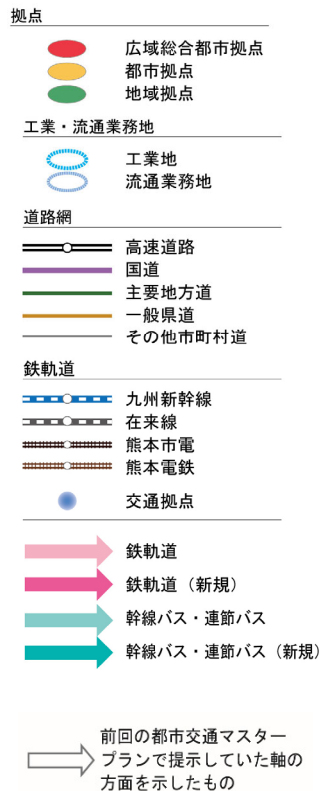 拠点
広域総合都市拠点
都市拠点
地域拠点
工業・流通業務地
工業地
流通業務地
道路網
高速道路
国道
主要地方道
一般県道
その他市町村道
鉄軌道
九州新幹線
在来線
熊本市電
熊本電鉄
交通拠点
鉄軌道
鉄軌道（新規）
幹線バス・連節バス
幹線バス・連節バス（新規）
前回の都市交通マスター
プランで提示していた軸の
方面を示したもの